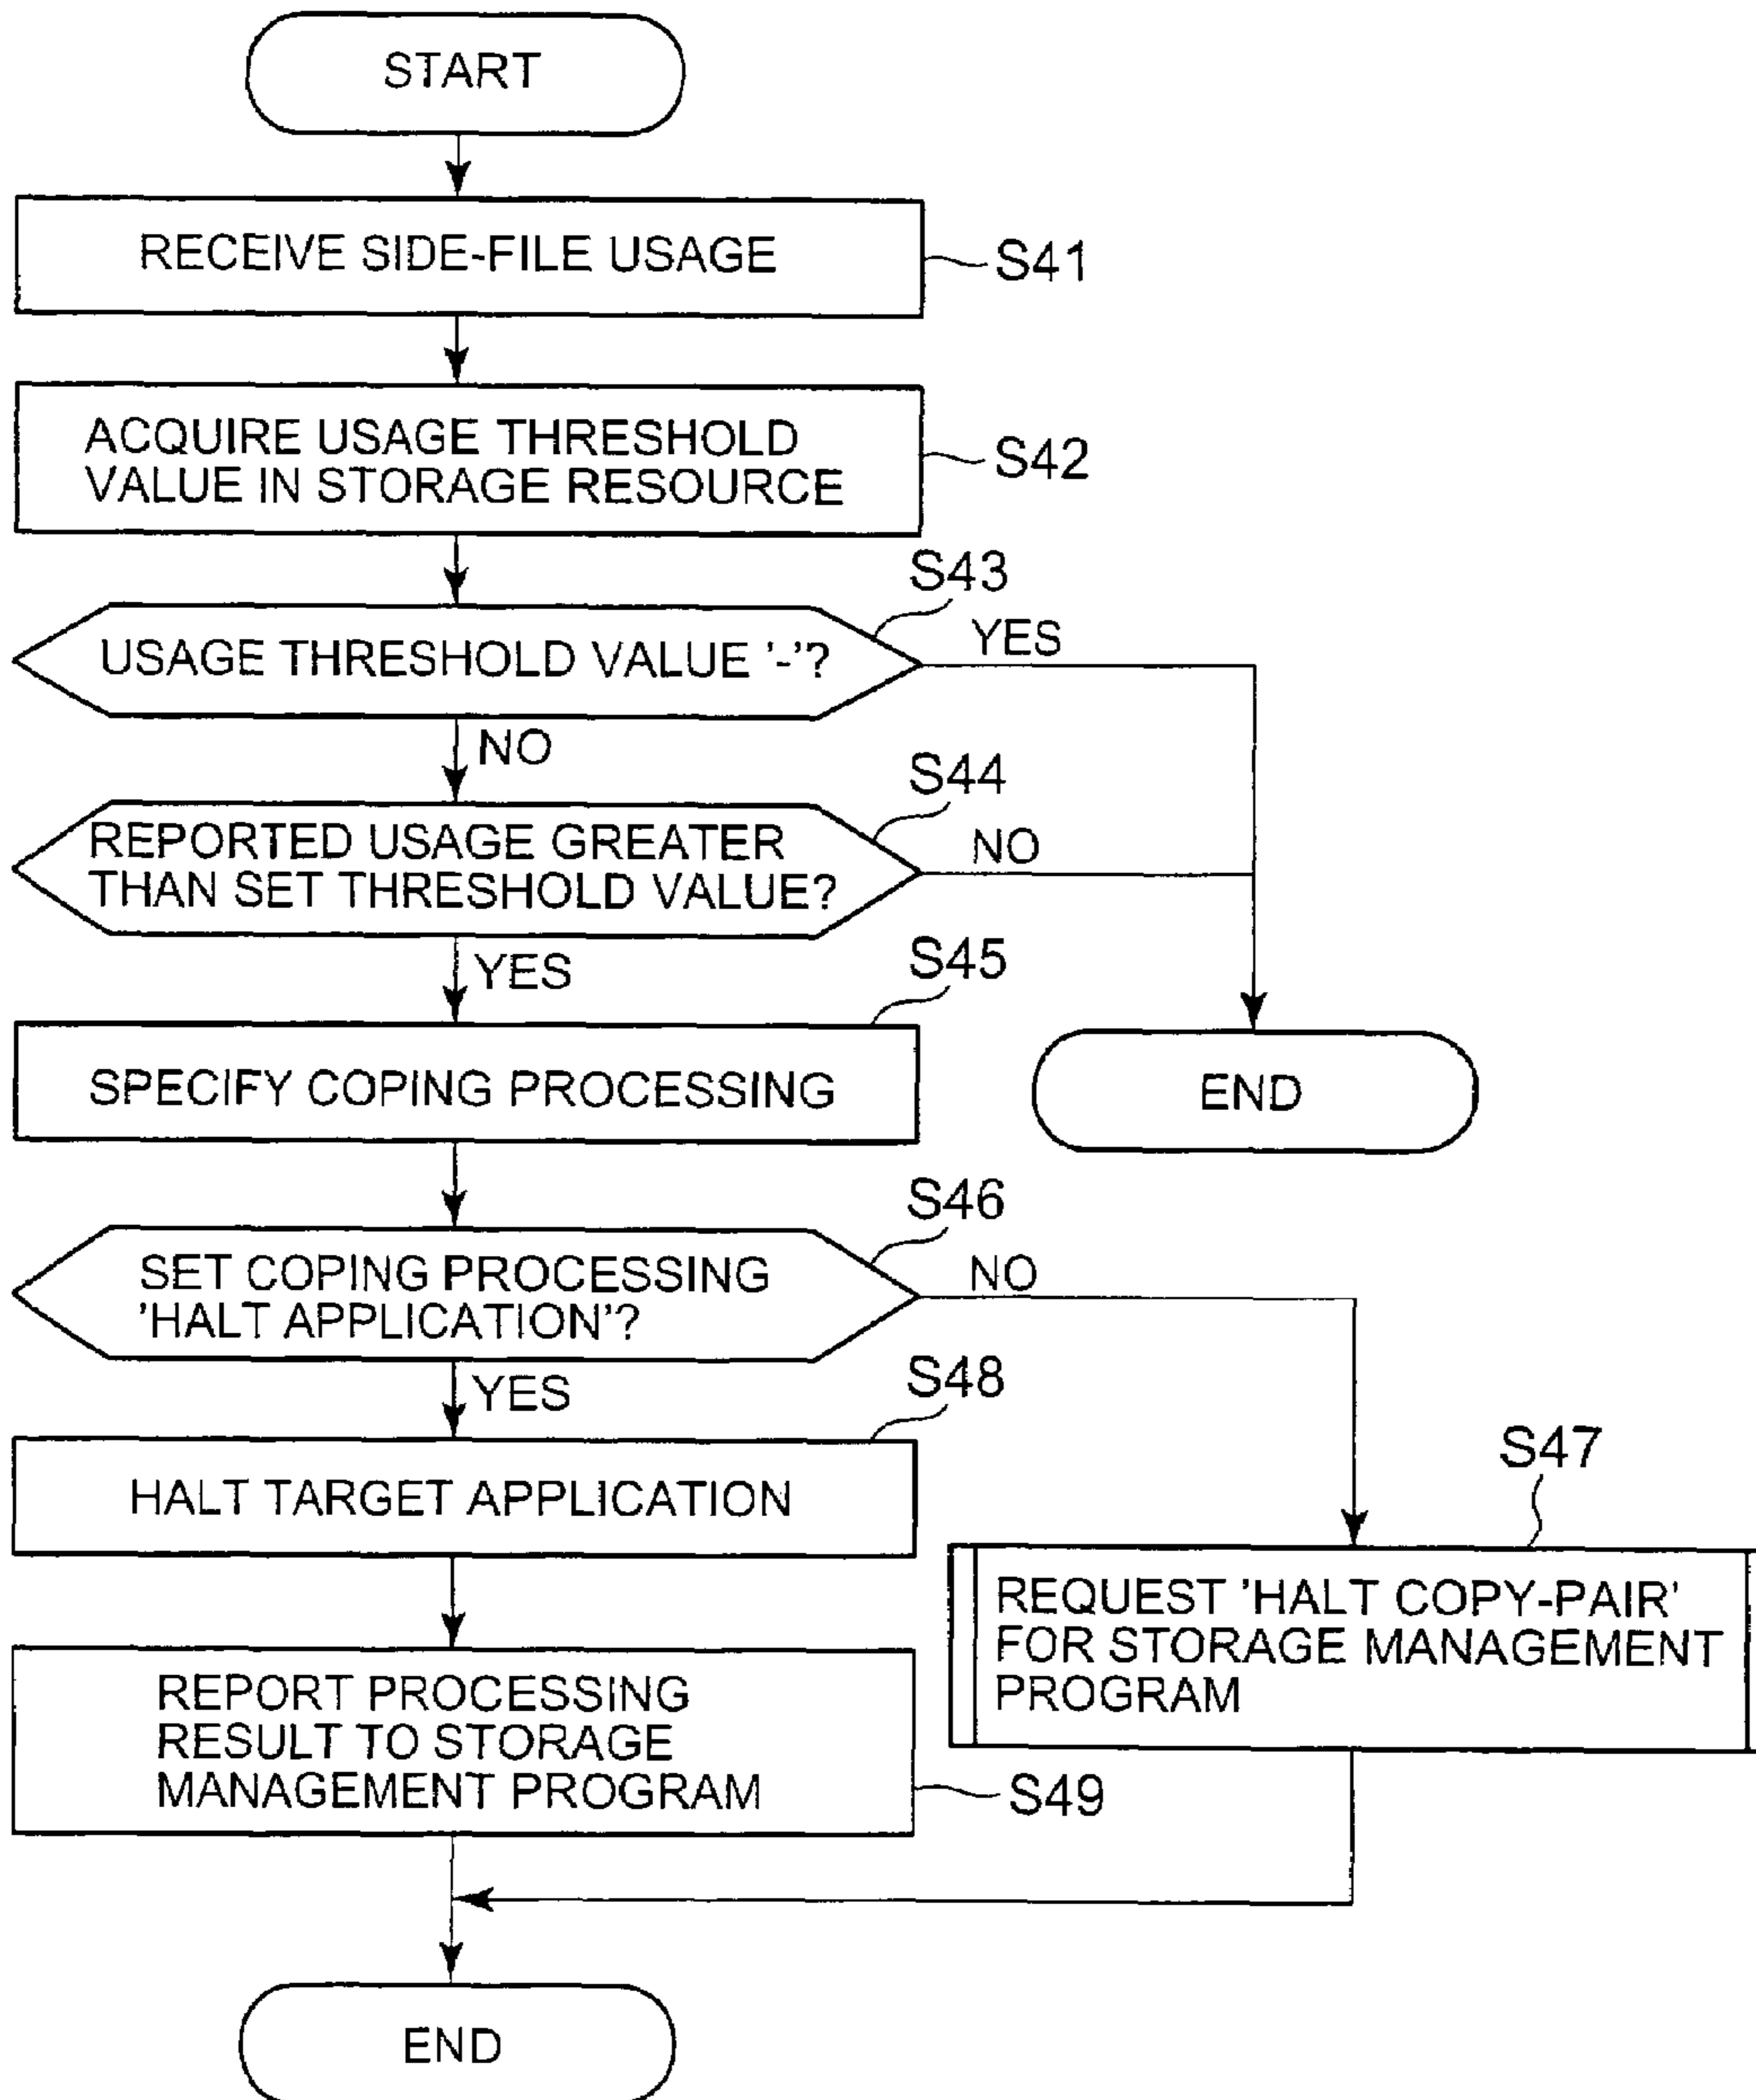 START
RECEIVE SIDE-FILE USAGE
S41
ACQUIRE USAGE THRESHOLD
VALUE IN STORAGE RESOURCE
S42
S43
USAGE THRESHOLD VALUE '-'?
YES
NO
S44
REPORTED USAGE GREATER
THAN SET THRESHOLD VALUE?
NO
YES
S45
SPECIFY COPING PROCESSING
END
S46
SET COPING PROCESSING
'HALT APPLICATION'?
NO
YES
S48
HALT TARGET APPLICATION
S47
REQUEST 'HALT COPY-PAIR'
FOR STORAGE MANAGEMENT
PROGRAM
REPORT PROCESSING
RESULT TO STORAGE
MANAGEMENT PROGRAM
S49
END